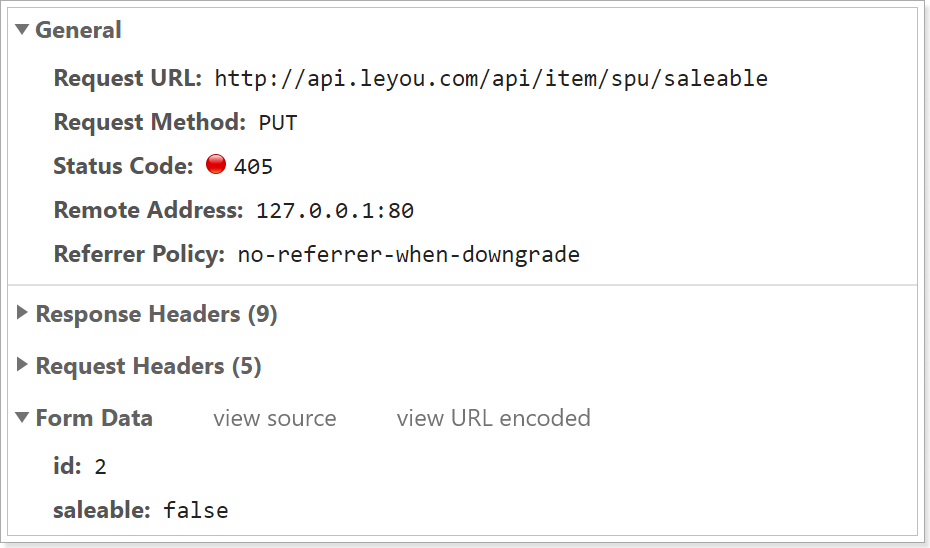 General
Request URL: http://api.leyou.com/api/item/spu/saleable
Request Method: PUT
Status Code: 405
Remote Address: 127.0.0.1:80
Referrer Policy: no-referrer-when-downgrade
Response Headers (9)
Request Headers (5)
Form Data view source view URL encoded
id: 2
saleable: false